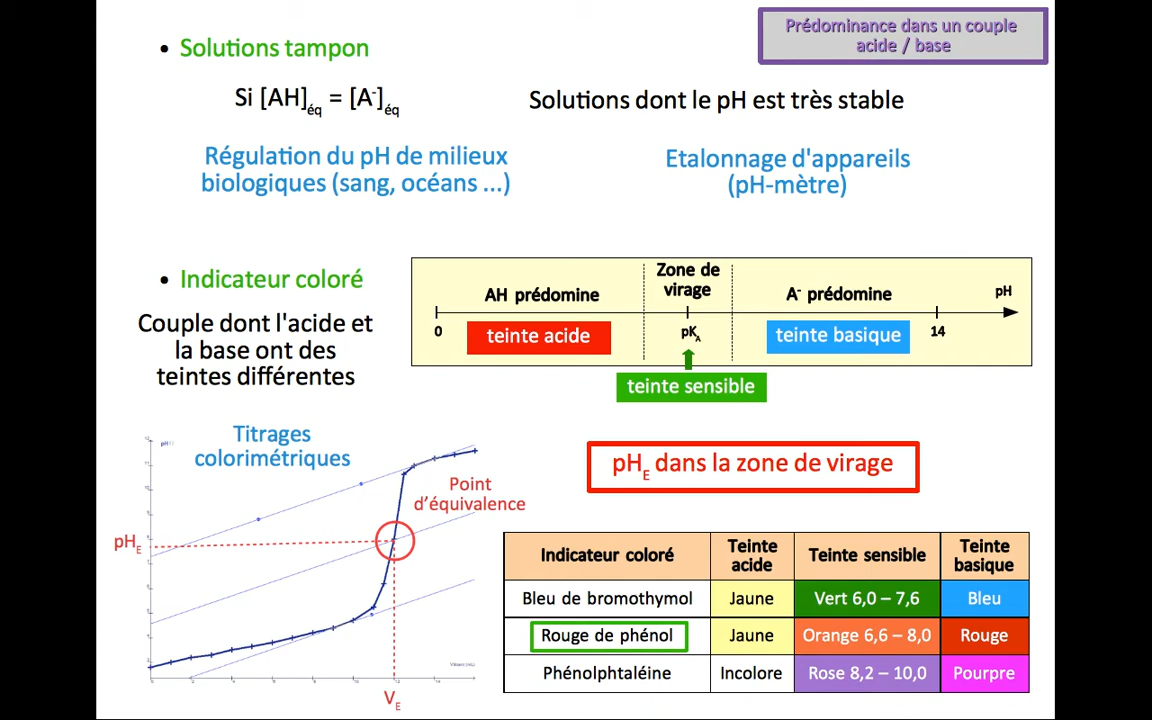 Prédominance dans un couple
acide / base
• Solutions tampon
Si [AH]éq = [A-]éq
Solutions dont le pH est très stable
Régulation du pH de milieux
biologiques (sang, océans ...)
Etalonnage d'appareils
(pH-mètre)
• Indicateur coloré
Couple dont l'acide et
la base ont des
teintes différentes
Zone de
virage
AH prédomine
A- prédomine
pH
0
pKA
14
teinte acide
teinte basique
teinte sensible
Titrages
colorimétriques
Point
d’équivalence
pHE
VE
pHE dans la zone de virage
Indicateur coloré Teinte acide Teinte sensible Teinte basique
Bleu de bromothymol Jaune Vert 6,0 – 7,6 Bleu
Rouge de phénol Jaune Orange 6,6 – 8,0 Rouge
Phénolphtaléine Incolore Rose 8,2 – 10,0 Pourpre